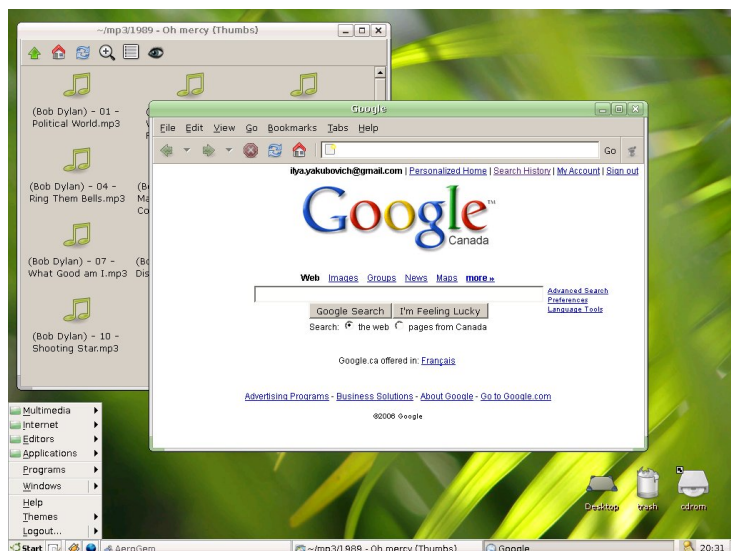 ~/mp3/1989 - Oh mercy (Thumbs)
(Bob Dylan) - 01 -
Political World.mp3
(Bob Dylan) - 04 -
Ring Them Bells.mp3
(Bob Dylan) - 07 -
What Good am I.mp3
(Bob Dylan) - 10 -
Shooting Star.mp3
Google
File Edit View Go Bookmarks Tabs Help
Go
ilya.yakubovich@gmail.com | Personalized Home | Search History | My Account | Sign out
Google™
Canada
Web Images Groups News Maps more »
Advanced Search
Preferences
Language Tools
Google Search I'm Feeling Lucky
Search: the web pages from Canada
Google.ca offered in: Français
Advertising Programs - Business Solutions - About Google - Go to Google.com
©2006 Google
Multimedia
Internet
Editors
Applications
Programs
Windows
Help
Themes
Logout...
Desktop trash cdrom
Start AeroGem ~/mp3/1989 - Oh mercy (Thumbs) Google 20:31